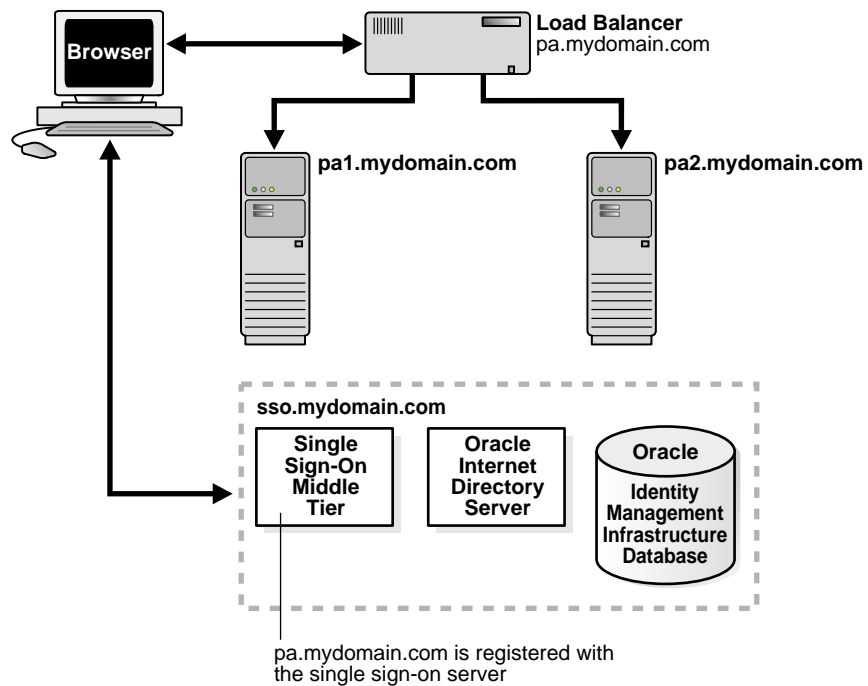 Browser
Load Balancer
pa.mydomain.com
pa1.mydomain.com
pa2.mydomain.com
sso.mydomain.com
Single
Sign-On
Middle
Tier
Oracle
Internet
Directory
Server
Oracle
Identity
Management
Infrastructure
Database
pa.mydomain.com is registered with
the single sign-on server